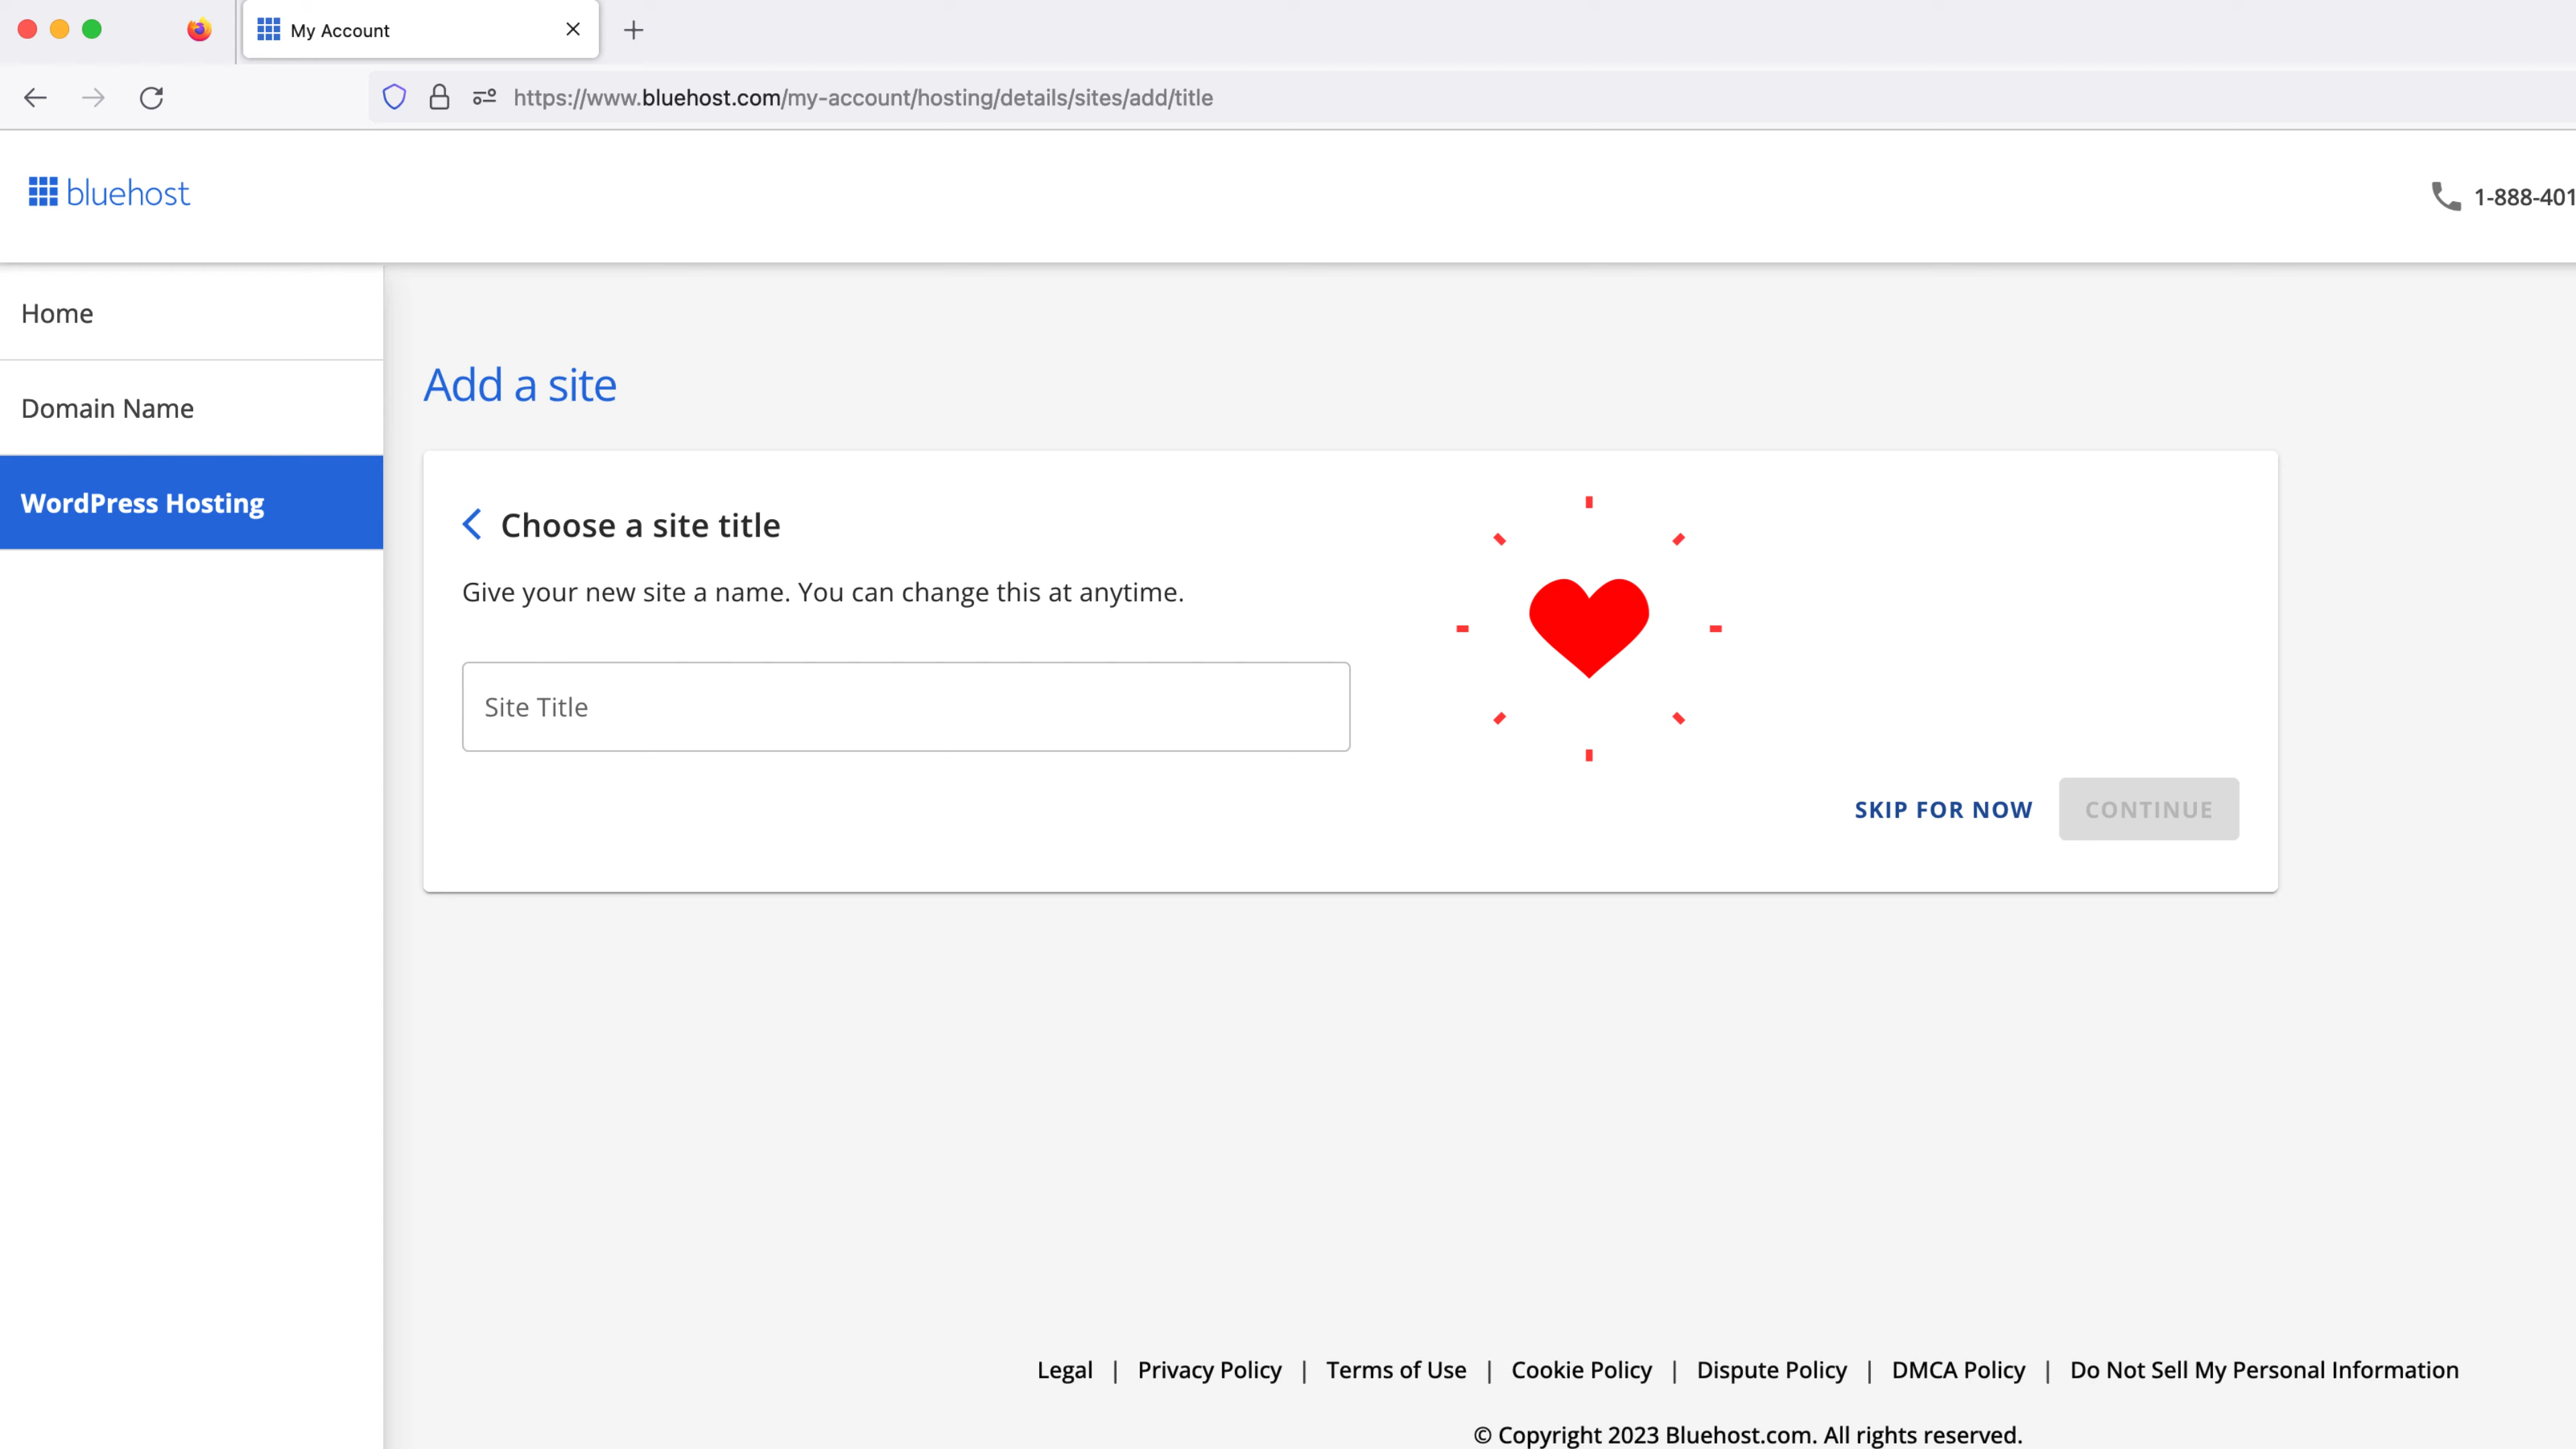 My Account
https://www.bluehost.com/my-account/hosting/details/sites/add/title
bluehost
1-888-401
Home
Domain Name
WordPress Hosting
Add a site
Choose a site title
Give your new site a name. You can change this at anytime.
Site Title
SKIP FOR NOW
CONTINUE
Legal | Privacy Policy | Terms of Use | Cookie Policy | Dispute Policy | DMCA Policy | Do Not Sell My Personal Information
© Copyright 2023 Bluehost.com. All rights reserved.